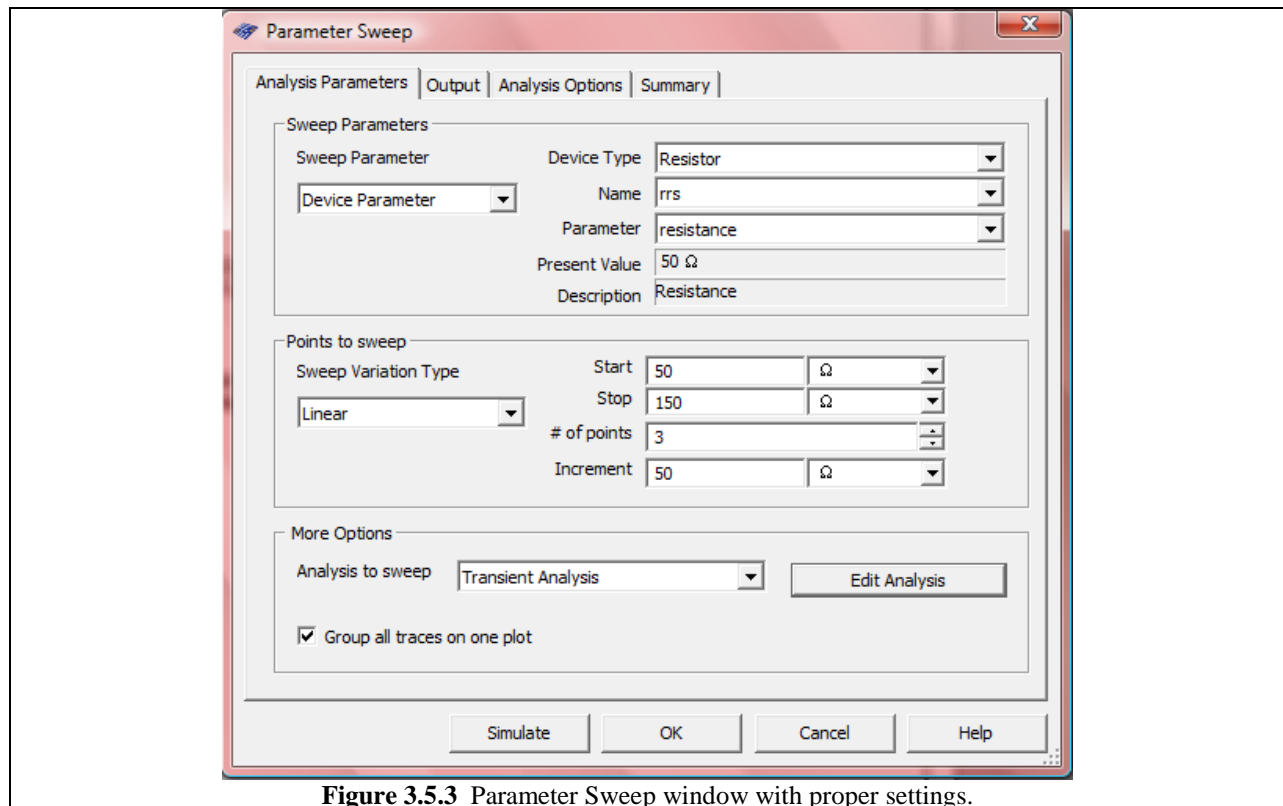 Parameter Sweep
Analysis Parameters Output Analysis Options Summary
Sweep Parameters
Sweep Parameter
Device Parameter
Device Type Resistor
Name rrs
Parameter resistance
Present Value 50 Ω
Description Resistance
Points to sweep
Sweep Variation Type
Linear
Start 50 Ω
Stop 150 Ω
# of points 3
Increment 50 Ω
More Options
Analysis to sweep Transient Analysis Edit Analysis
Group all traces on one plot
Simulate OK Cancel Help
Figure 3.5.3 Parameter Sweep window with proper settings.